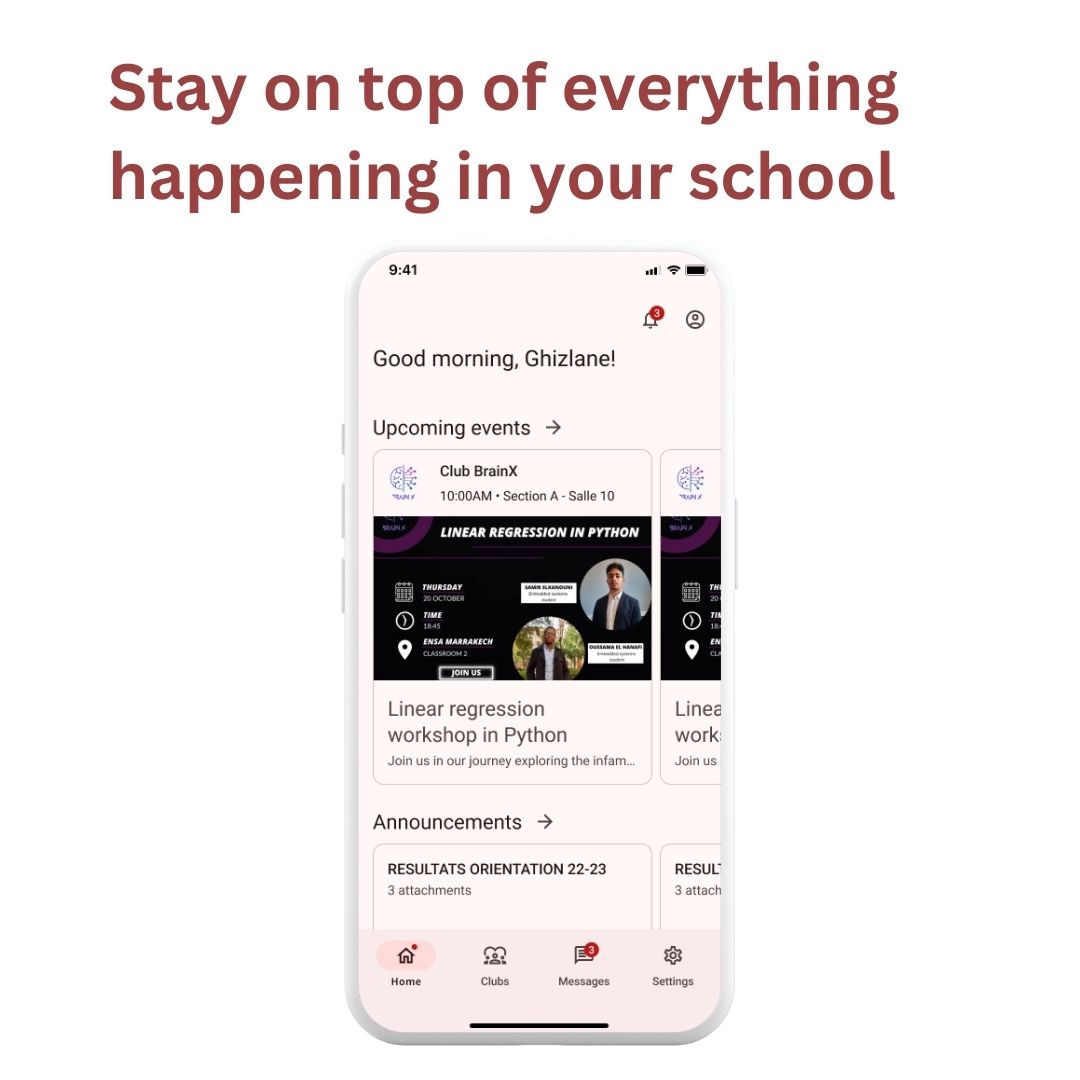 Stay on top of everything
happening in your school
9:41
3
Good morning, Ghizlane!
Upcoming events →
Club BrainX
10:00AM • Section A - Salle 10
BRAIN X
LINEAR REGRESSION IN PYTHON
THURSDAY
20 OCTOBER
TIME
18:45
ENSA MARRAKECH
CLASSROOM 2
JOIN US
SAMIR ELKANOUNI
Embedded systems
student
OUSSAMA EL HANAFI
Embedded systems
student
Linear regression
workshop in Python
Join us in our journey exploring the infam...
BRAIN X
TH
20
TI
18:
EN
CLA
Linea
work
Join us
Announcements →
RESULTATS ORIENTATION 22-23
3 attachments
RESUL
3 attach
Home
Clubs
3
Messages
Settings